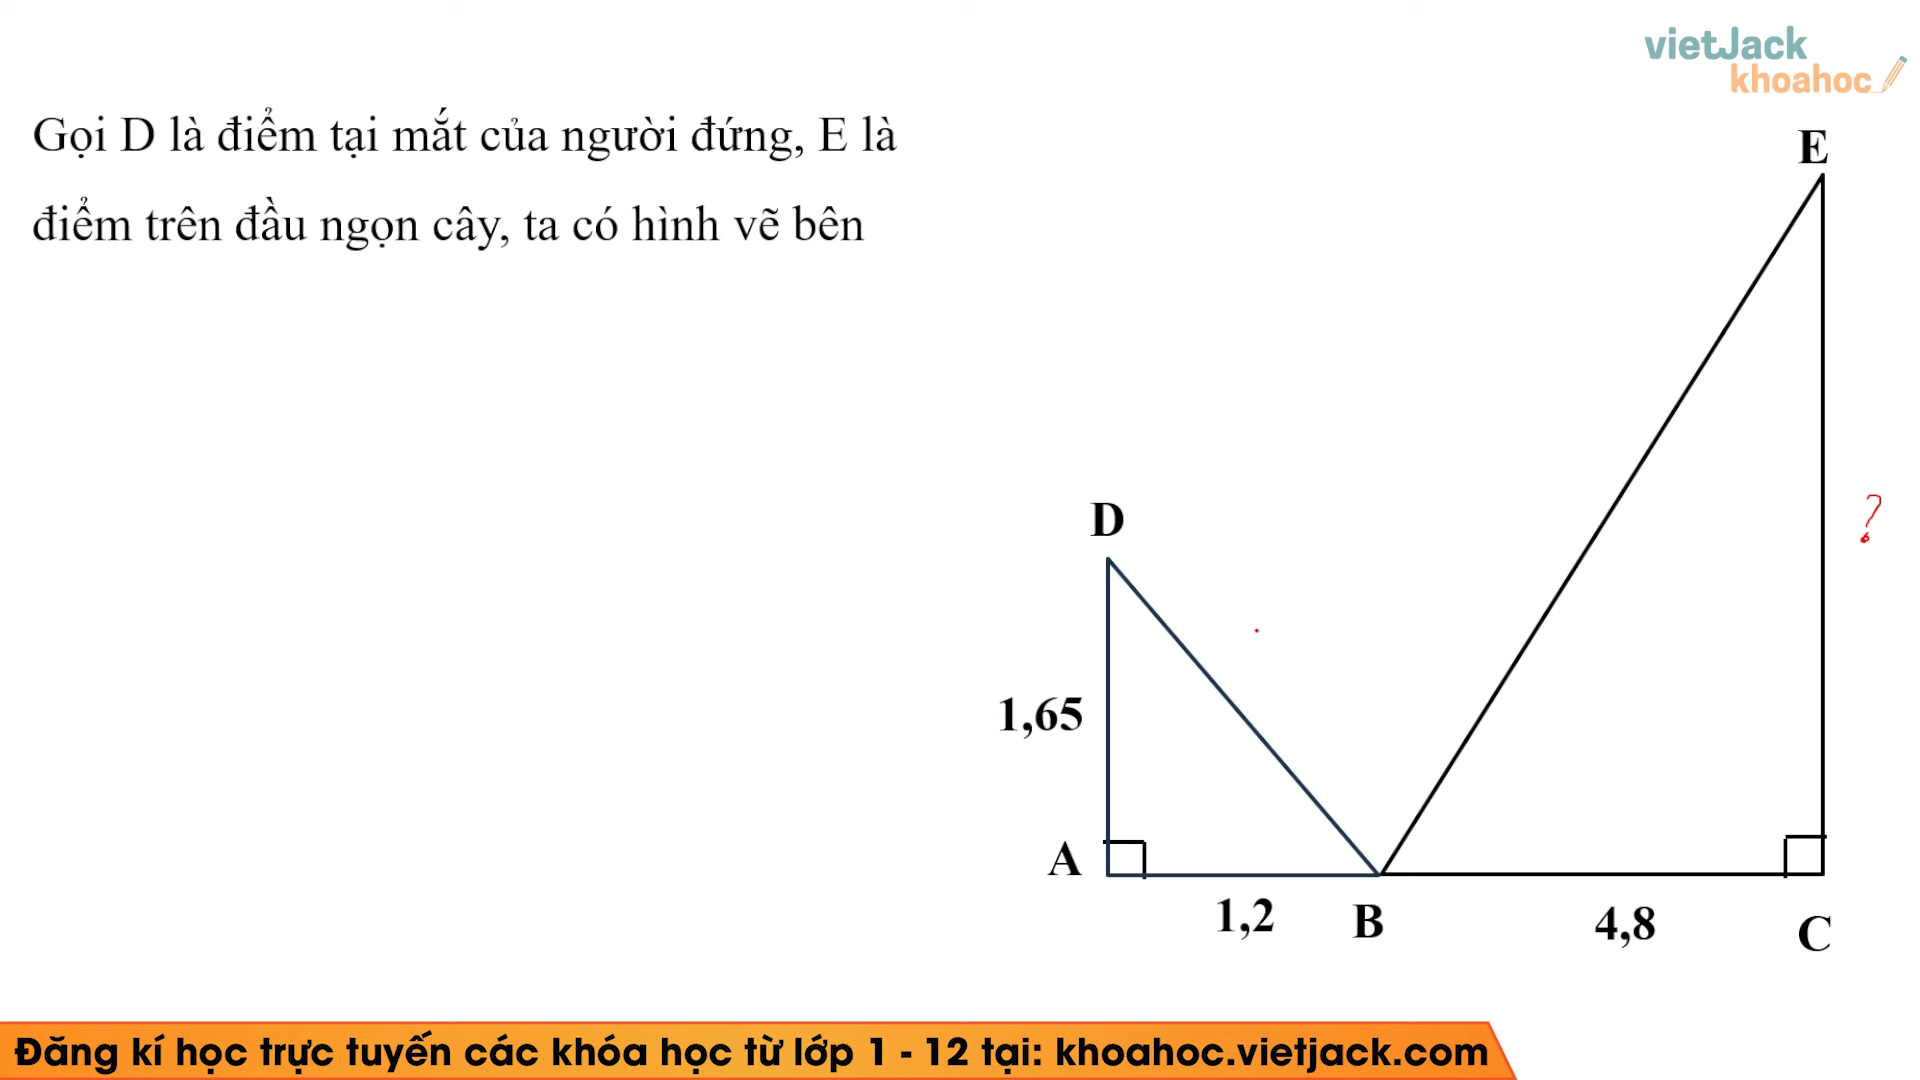 vietJack
khoahoc
Gọi D là điểm tại mắt của người đứng, E là
điểm trên đầu ngọn cây, ta có hình vẽ bên
E
?
D
1,65
A
1,2
B
4,8
C
Đăng kí học trực tuyến các khóa học từ lớp 1 - 12 tại: khoahoc.vietjack.com